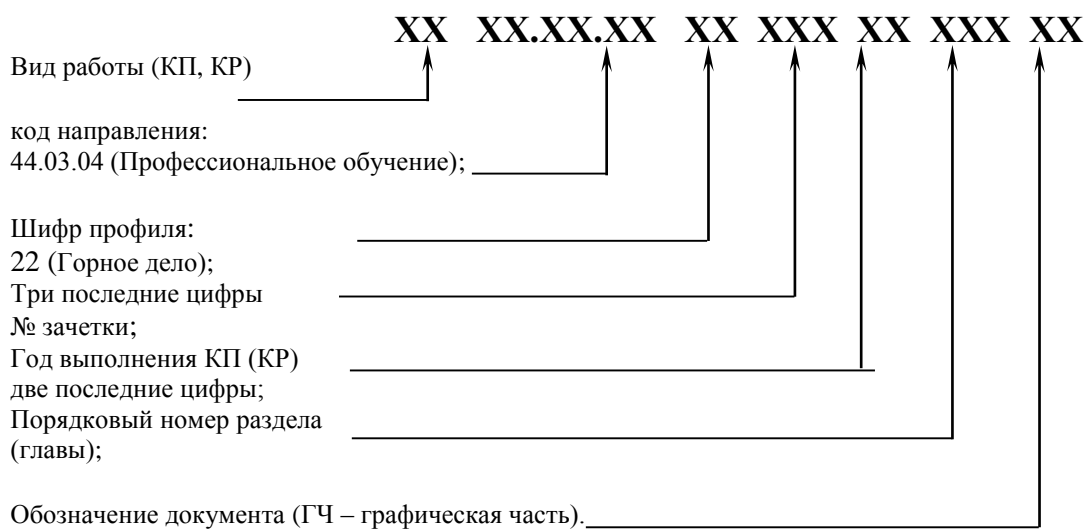 XX XX.XX.XX XX XXX XX XXX XX
Вид работы (КП, КР)
код направления:
44.03.04 (Профессиональное обучение);
Шифр профиля:
22 (Горное дело);
Три последние цифры
№ зачетки;
Год выполнения КП (КР)
две последние цифры;
Порядковый номер раздела
(главы);
Обозначение документа (ГЧ – графическая часть).